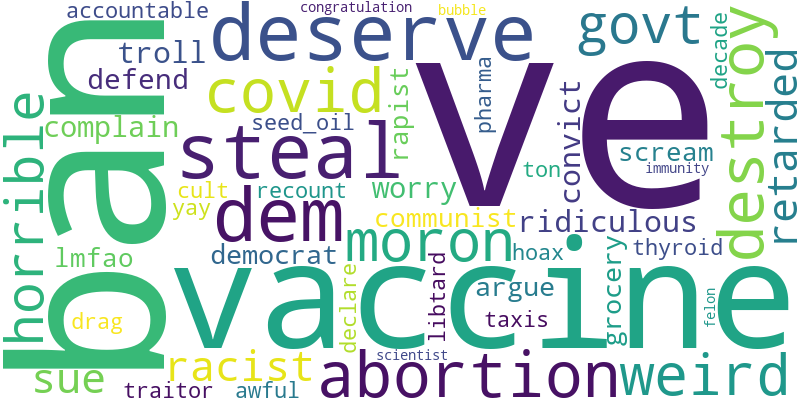 accountable
congratulation
bubble
deserve
govt
troll
defend
covid
ve
ban
destroy
decade
retarded
horrible
complain
seed_oil
rapist
pharma
convict
steal
scream
immunity
ton
cult
recount
worry
yay
dem
communist
ridiculous
lmfao
democrat
moron
hoax
thyroid
vaccine
declare
libtard
argue
grocery
drag
taxis
felon
racist
scientist
sue
traitor
awful
abortion
weird